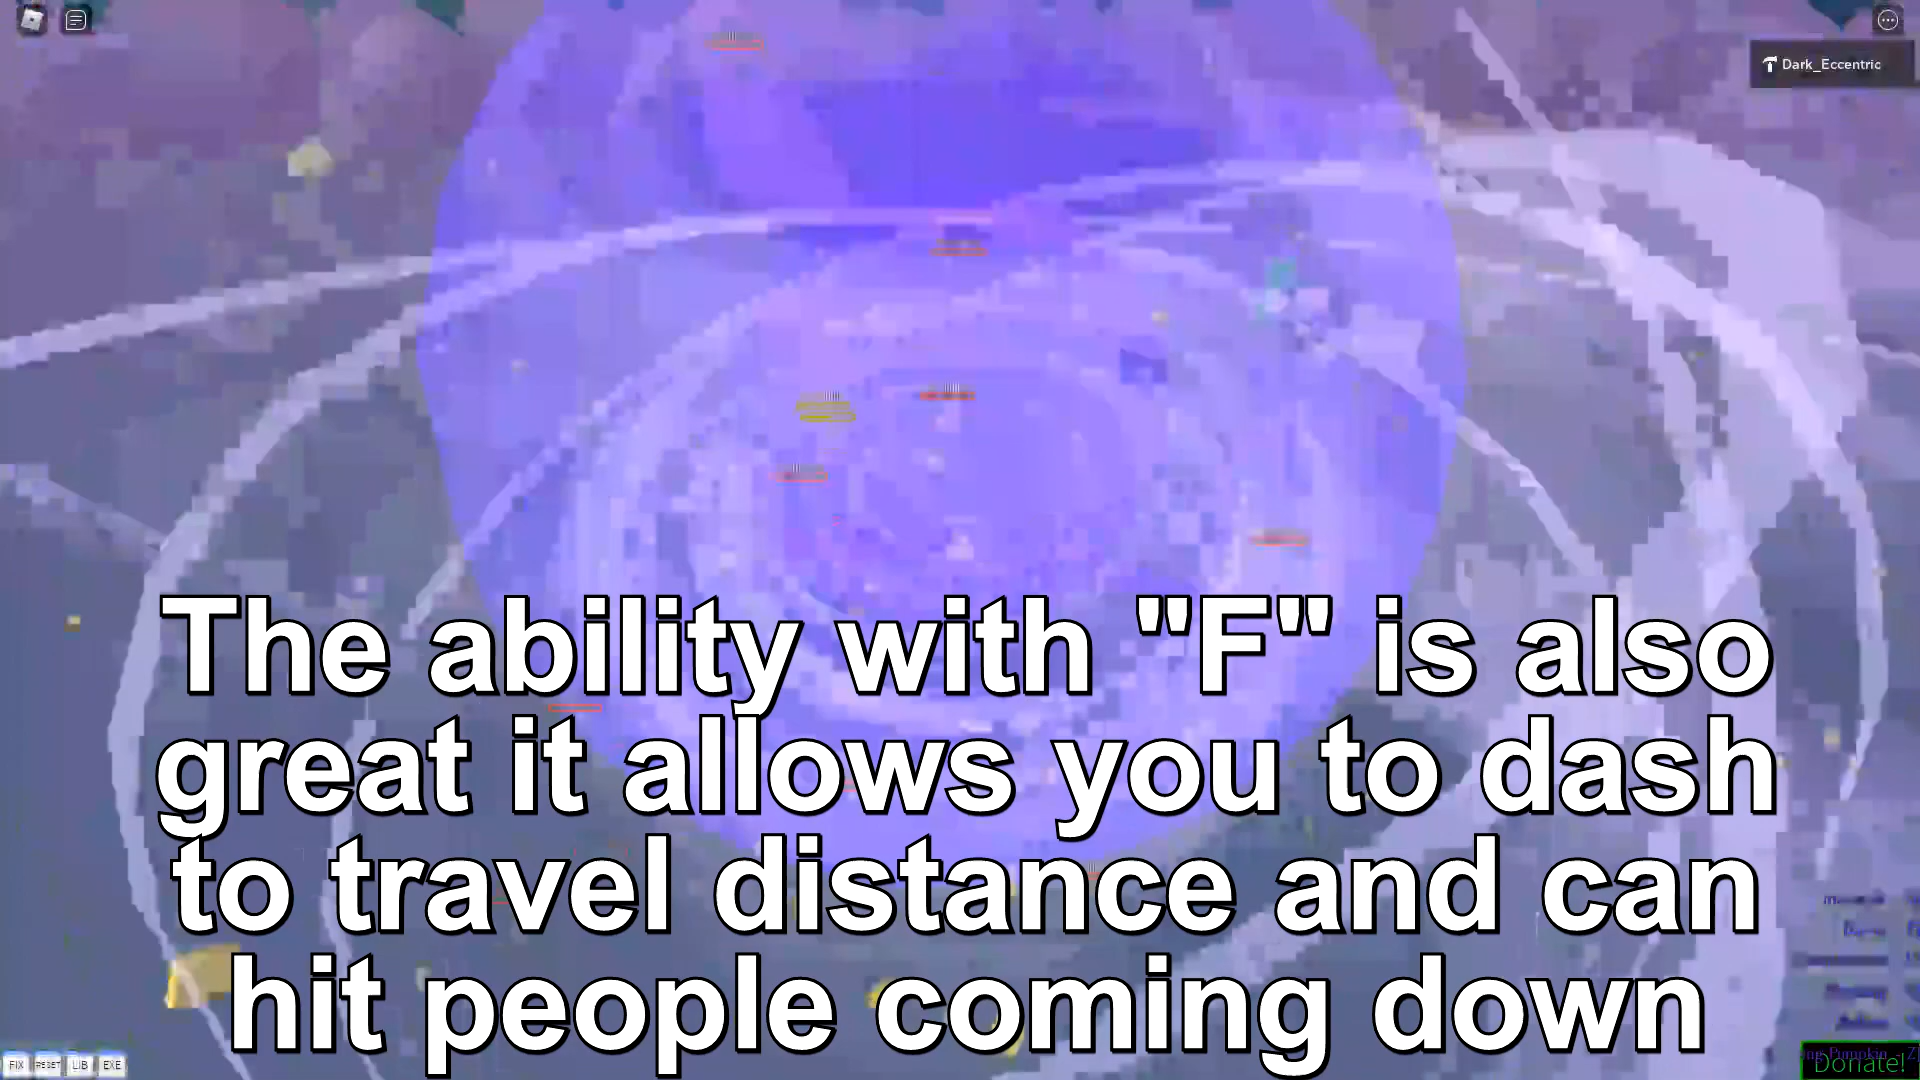 Dark_Eccentric
The ability with "F" is also
great it allows you to dash
to travel distance and can
hit people coming down
FIX RESET LIB EXE
Donate!